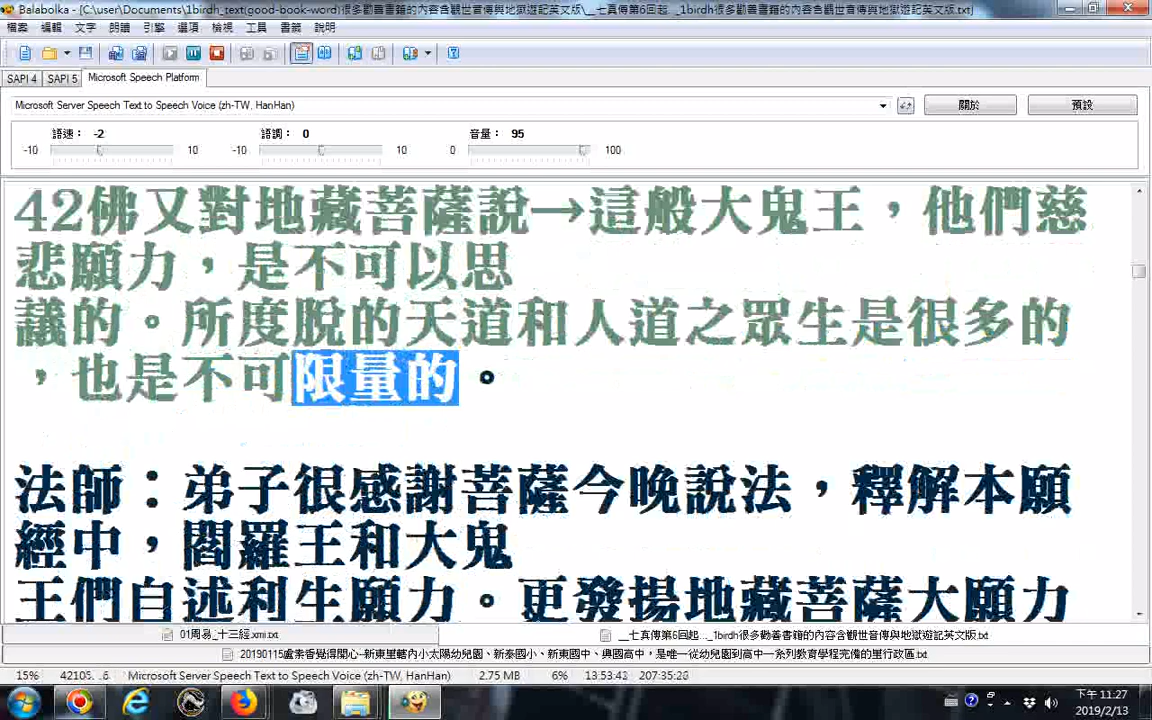 Balabolka - [C:\user\Documents\1birdh_text(good-book-word)很多勸善書籍的內容含觀世音傳與地獄遊記英文版\__七真傳第6回起..._1birdh很多勸善書籍的內容含觀世音傳與地獄遊記英文版.txt]
檔案 編輯 文字 朗讀 引擎 選項 檢視 工具 書籤 說明
SAPI 4 SAPI 5 Microsoft Speech Platform
Microsoft Server Speech Text to Speech Voice (zh-TW, HanHan) 關於 預設
語速： -2 語調： 0 音量： 95
-10 10 -10 10 0 100
42佛又對地藏菩薩說→這般大鬼王，他們慈
悲願力，是不可以思
議的。所度脫的天道和人道之眾生是很多的
，也是不可限量的。
法師：弟子很感謝菩薩今晚說法，釋解本願
經中，閻羅王和大鬼
王們自述利生願力。更發揚地藏菩薩大願力
01周易_十三經.xmi.txt __七真傳第6回起..._1birdh很多勸善書籍的內容含觀世音傳與地獄遊記英文版.txt
20190115盧素香覺得開心-新東里轄內小太陽幼兒園、新泰國小、新東國中、興國高中，是唯一從幼兒園到高中一系列教育學程完備的里行政區.txt
15% 42105. .6. Microsoft Server Speech Text to Speech Voice (zh-TW, HanHan) 2.75 MB 6% 13:53:43 207:35:28
下午 11:27
2019/2/13